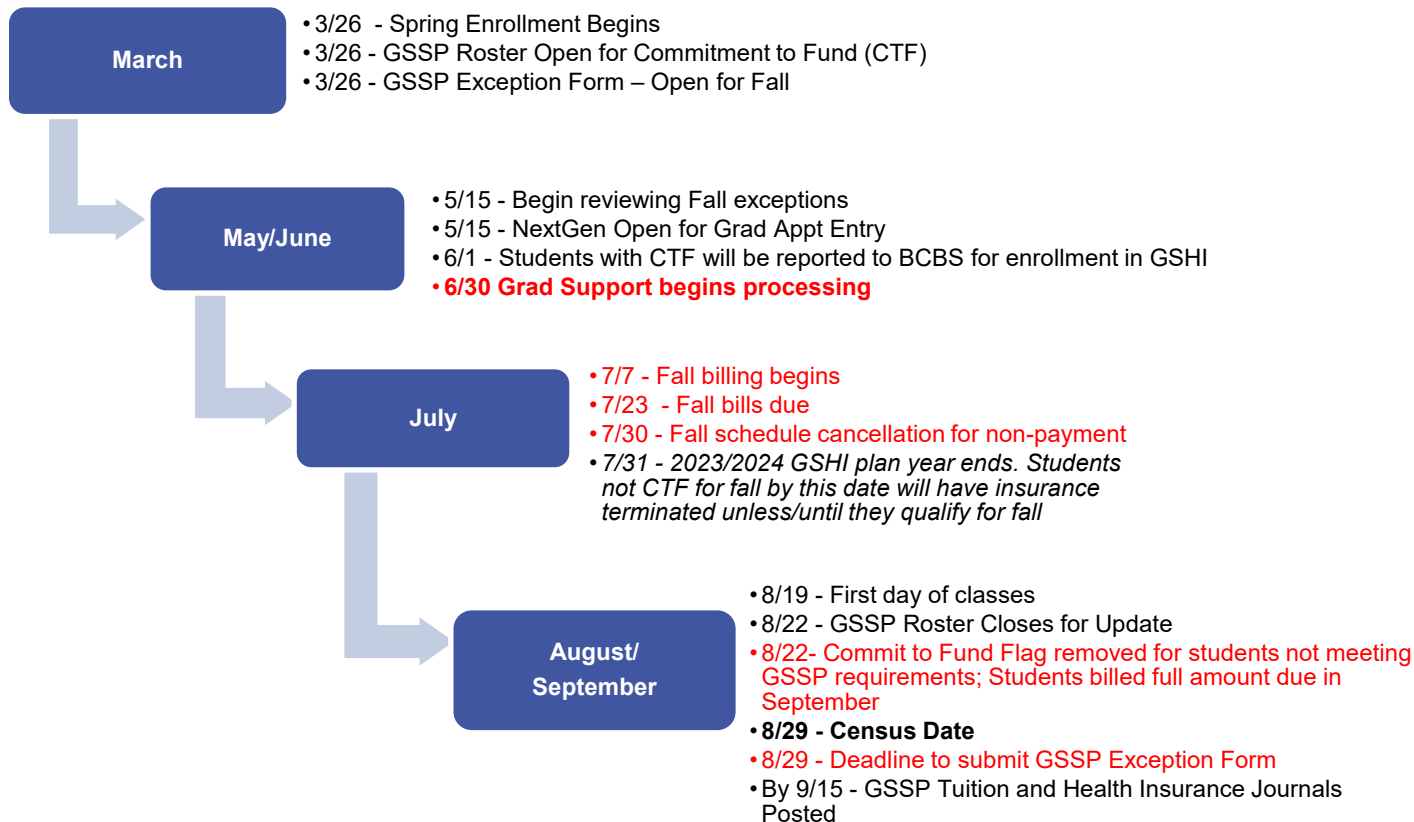 March
• 3/26 - Spring Enrollment Begins
• 3/26 - GSSP Roster Open for Commitment to Fund (CTF)
• 3/26 - GSSP Exception Form – Open for Fall
May/June
• 5/15 - Begin reviewing Fall exceptions
• 5/15 - NextGen Open for Grad Appt Entry
• 6/1 - Students with CTF will be reported to BCBS for enrollment in GSHI
• 6/30 Grad Support begins processing
July
• 7/7 - Fall billing begins
• 7/23 - Fall bills due
• 7/30 - Fall schedule cancellation for non-payment
• 7/31 - 2023/2024 GSHI plan year ends. Students
not CTF for fall by this date will have insurance
terminated unless/until they qualify for fall
August/
September
• 8/19 - First day of classes
• 8/22 - GSSP Roster Closes for Update
• 8/22- Commit to Fund Flag removed for students not meeting
GSSP requirements; Students billed full amount due in
September
• 8/29 - Census Date
• 8/29 - Deadline to submit GSSP Exception Form
• By 9/15 - GSSP Tuition and Health Insurance Journals
Posted